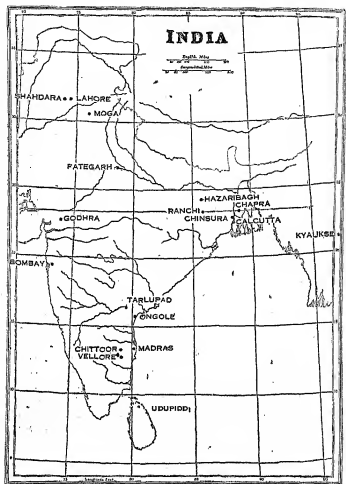 INDIA
English Miles
SHAHDARA
LAHORE
MOGA
FATEGARH
HAZARIBAGH
CHAPRA
RANCHI
CHINSURA
CALCUTTA
GODHRA
KYAUKSE
BOMBAY
TARLUPAD
ONGOLE
CHITTOOR
MADRAS
VELLORE
UDUPIDDI